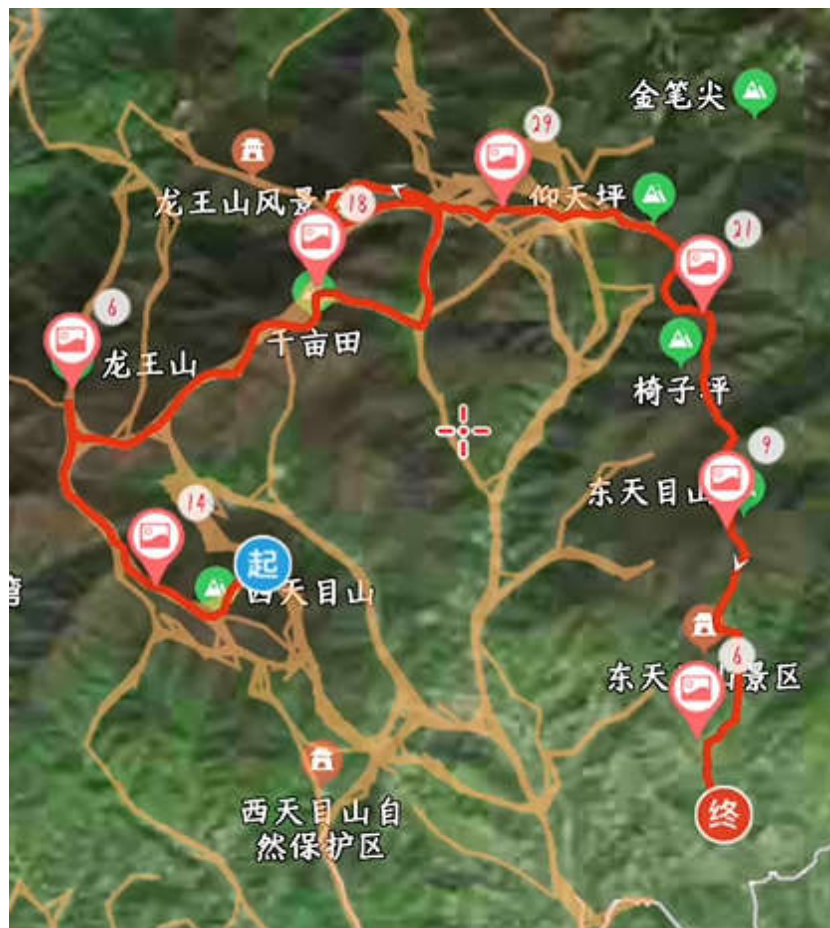 金笔尖
29
龙王山风景
18
仰天坪
21
6
千亩田
龙王山
椅子坪
9
东天目山
14
起
西天目山
湾
6
东天
景区
终
西天目山自
然保护区